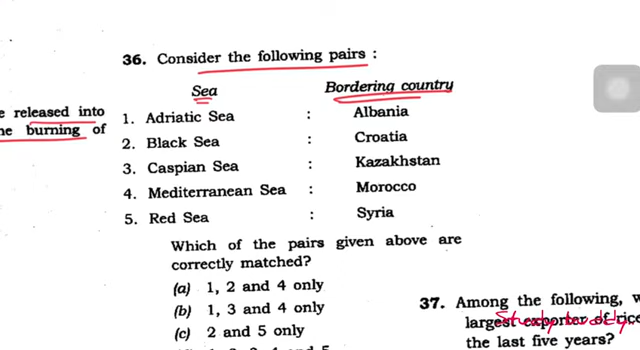 36. Consider the following pairs :
Sea Bordering country
1. Adriatic Sea : Albania
2. Black Sea : Croatia
3. Caspian Sea : Kazakhstan
4. Mediterranean Sea : Morocco
5. Red Sea : Syria
Which of the pairs given above are
correctly matched?
(a) 1, 2 and 4 only
(b) 1, 3 and 4 only
(c) 2 and 5 only
released into
burning of
37. Among the following,
largest exporter of rice
the last five years?